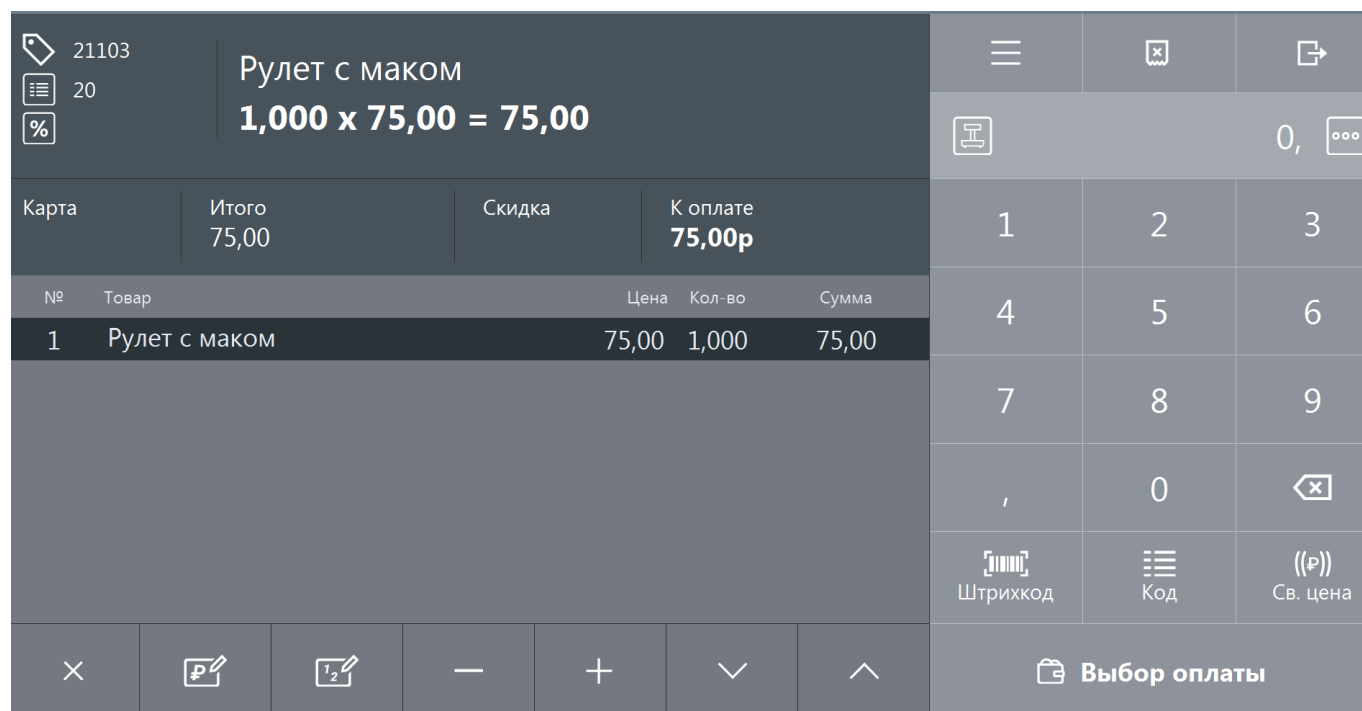 21103
20
%
Рулет с маком
1,000 x 75,00 = 75,00
0,
Карта Итого Скидка К оплате
75,00 75,00р
№ Товар Цена Кол-во Сумма
1 Рулет с маком 75,00 1,000 75,00
1 2 3
4 5 6
7 8 9
, 0
Штрихкод Код ((₽)) Св. цена
₽ 1 2
Выбор оплаты